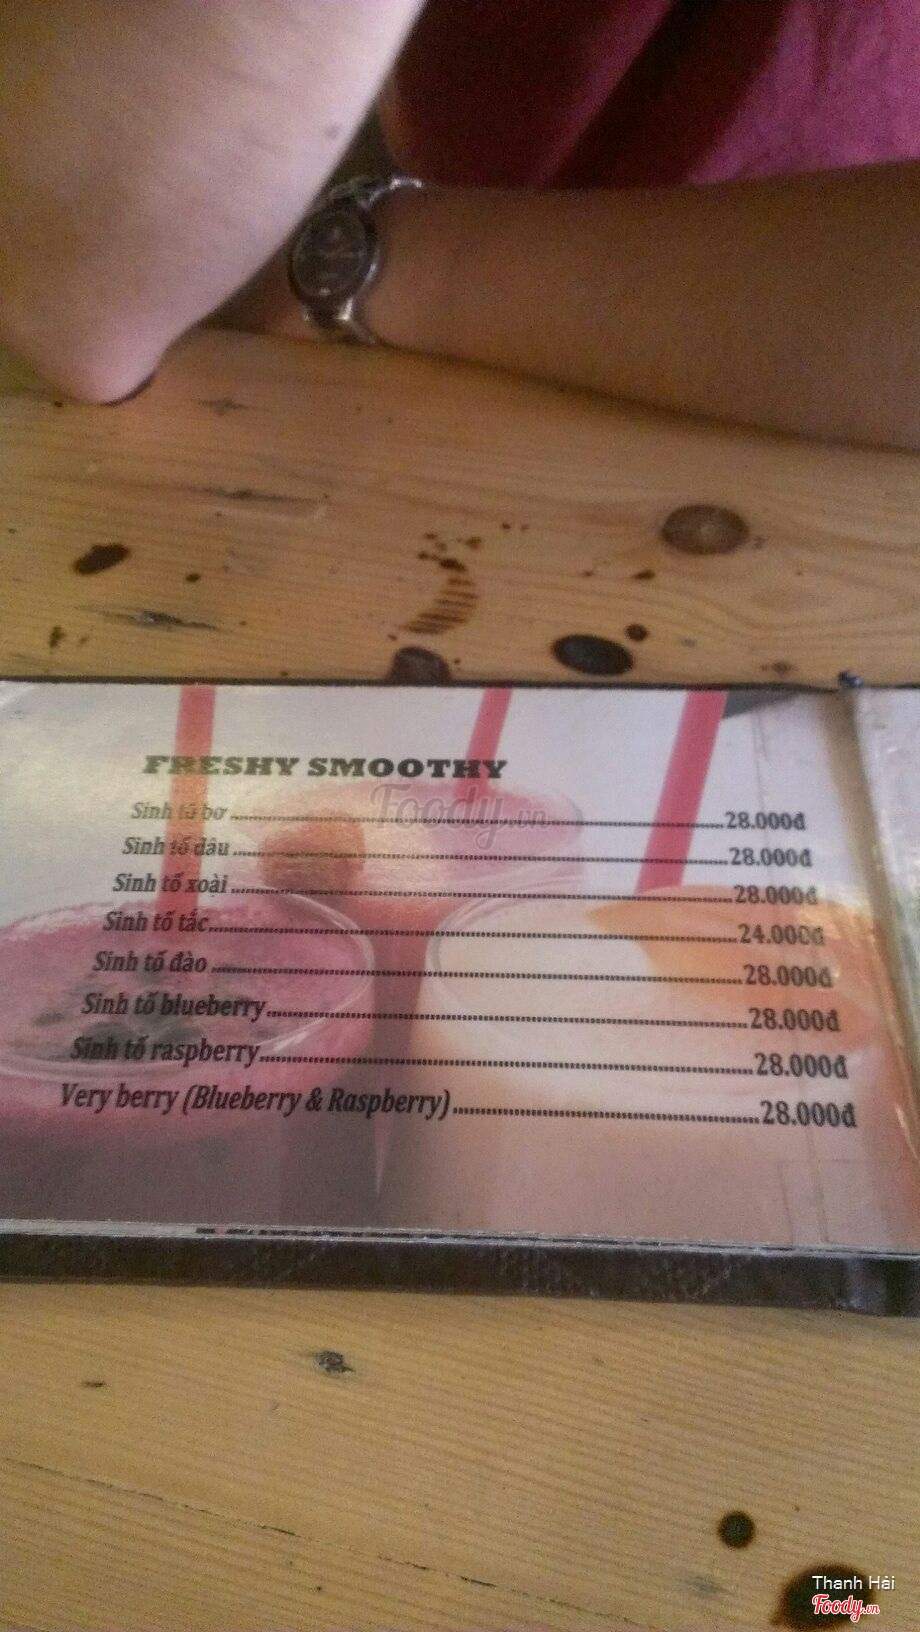 FRESHY SMOOTHY
Foody.vn
Sinh tố bơ 28.000đ
Sinh tố dâu 28.000đ
Sinh tố xoài 28.000đ
Sinh tố tắc 24.000đ
Sinh tố đào 28.000đ
Sinh tố blueberry 28.000đ
Sinh tố raspberry 28.000đ
Very berry (Blueberry & Raspberry) 28.000đ
Thanh Hải
Foody.vn